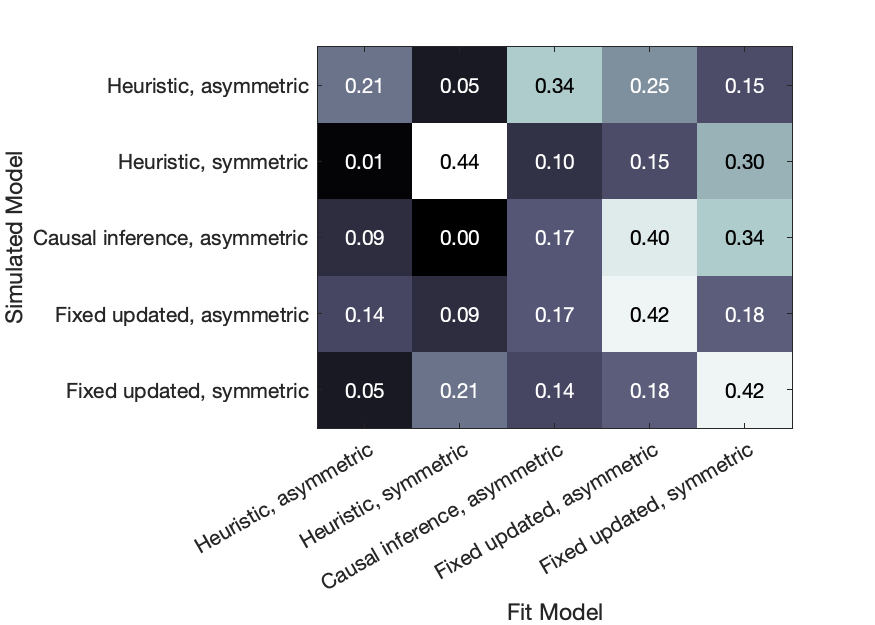 Simulated Model
Heuristic, asymmetric 0.21 0.05 0.34 0.25 0.15
Heuristic, symmetric 0.01 0.44 0.10 0.15 0.30
Causal inference, asymmetric 0.09 0.00 0.17 0.40 0.34
Fixed updated, asymmetric 0.14 0.09 0.17 0.42 0.18
Fixed updated, symmetric 0.05 0.21 0.14 0.18 0.42
Heuristic, asymmetric
Heuristic, symmetric
Causal inference, asymmetric
Fixed updated, asymmetric
Fixed updated, symmetric
Fit Model